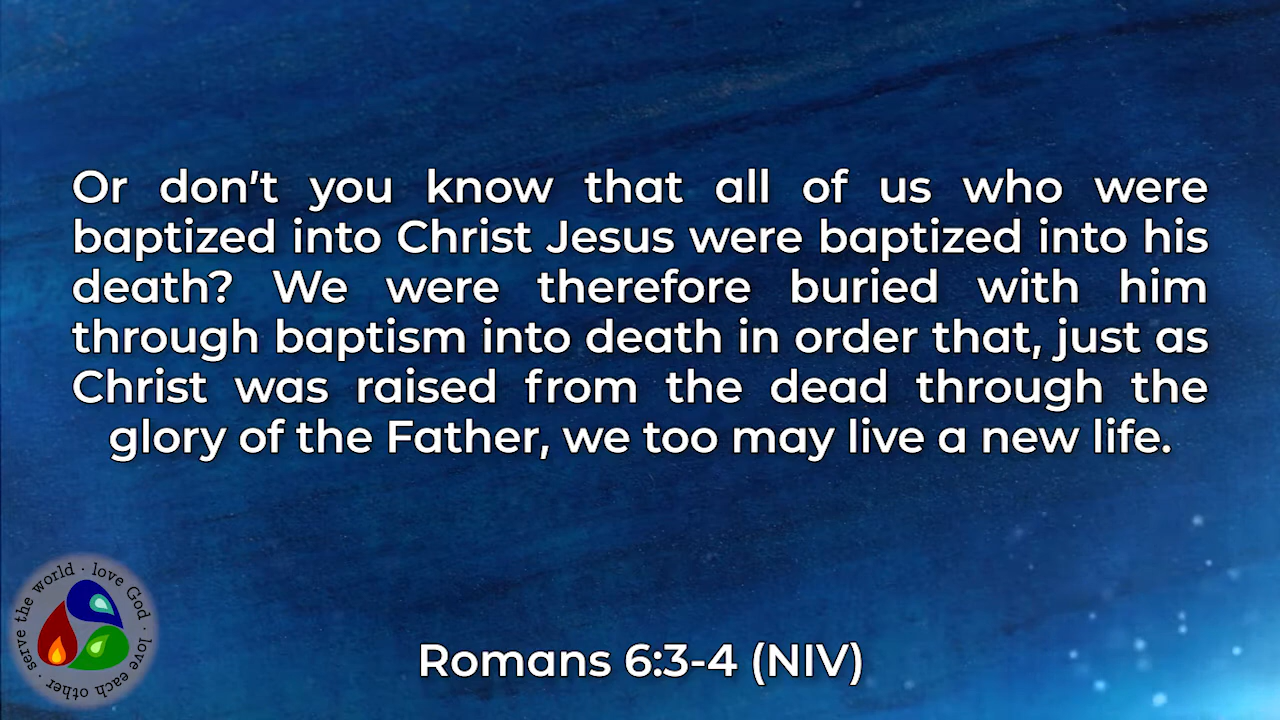 Or don’t you know that all of us who were
baptized into Christ Jesus were baptized into his
death? We were therefore buried with him
through baptism into death in order that, just as
Christ was raised from the dead through the
glory of the Father, we too may live a new life.
serve the world · love God · love each other ·
Romans 6:3-4 (NIV)